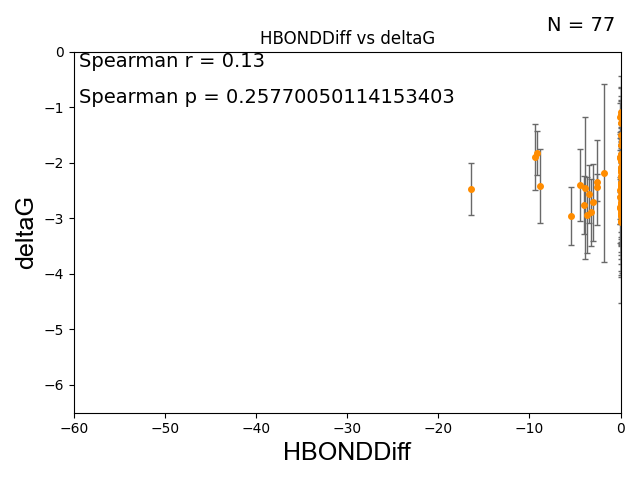 N = 77
HBONDDiff vs deltaG
Spearman r = 0.13
Spearman p = 0.25770050114153403
0
−1
−2
−3
−4
−5
−6
deltaG
−60
−50
−40
−30
−20
−10
0
HBONDDiff